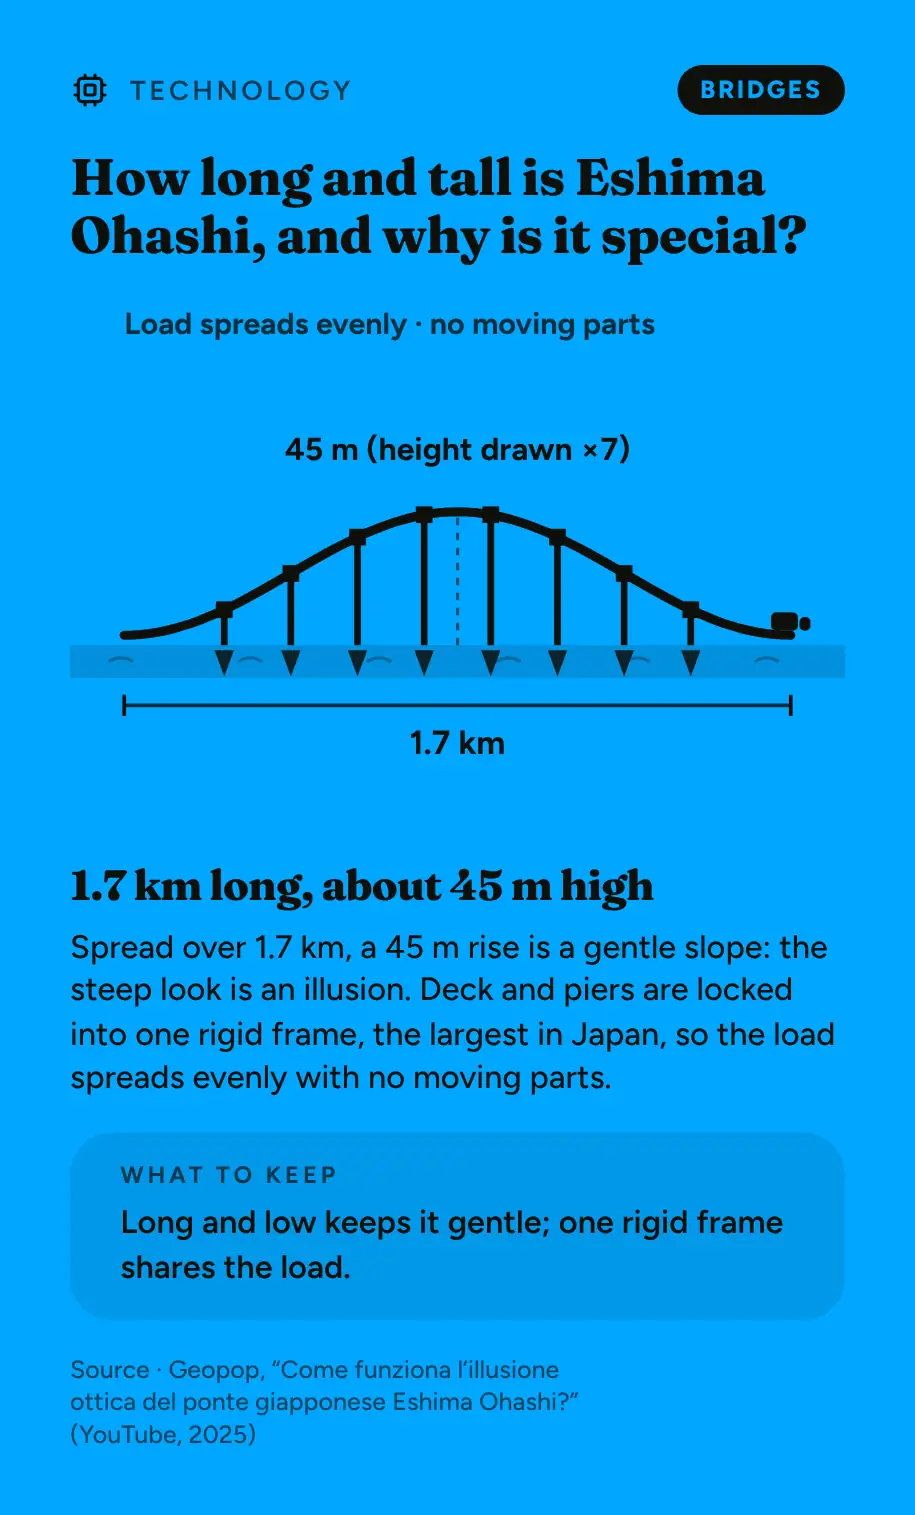 TECHNOLOGY
BRIDGES
How long and tall is Eshima
Ohashi, and why is it special?
Load spreads evenly · no moving parts
45 m (height drawn ×7)
1.7 km
1.7 km long, about 45 m high
Spread over 1.7 km, a 45 m rise is a gentle slope: the
steep look is an illusion. Deck and piers are locked
into one rigid frame, the largest in Japan, so the load
spreads evenly with no moving parts.
WHAT TO KEEP
Long and low keeps it gentle; one rigid frame
shares the load.
Source · Geopop, “Come funziona l’illusione
ottica del ponte giapponese Eshima Ohashi?”
(YouTube, 2025)